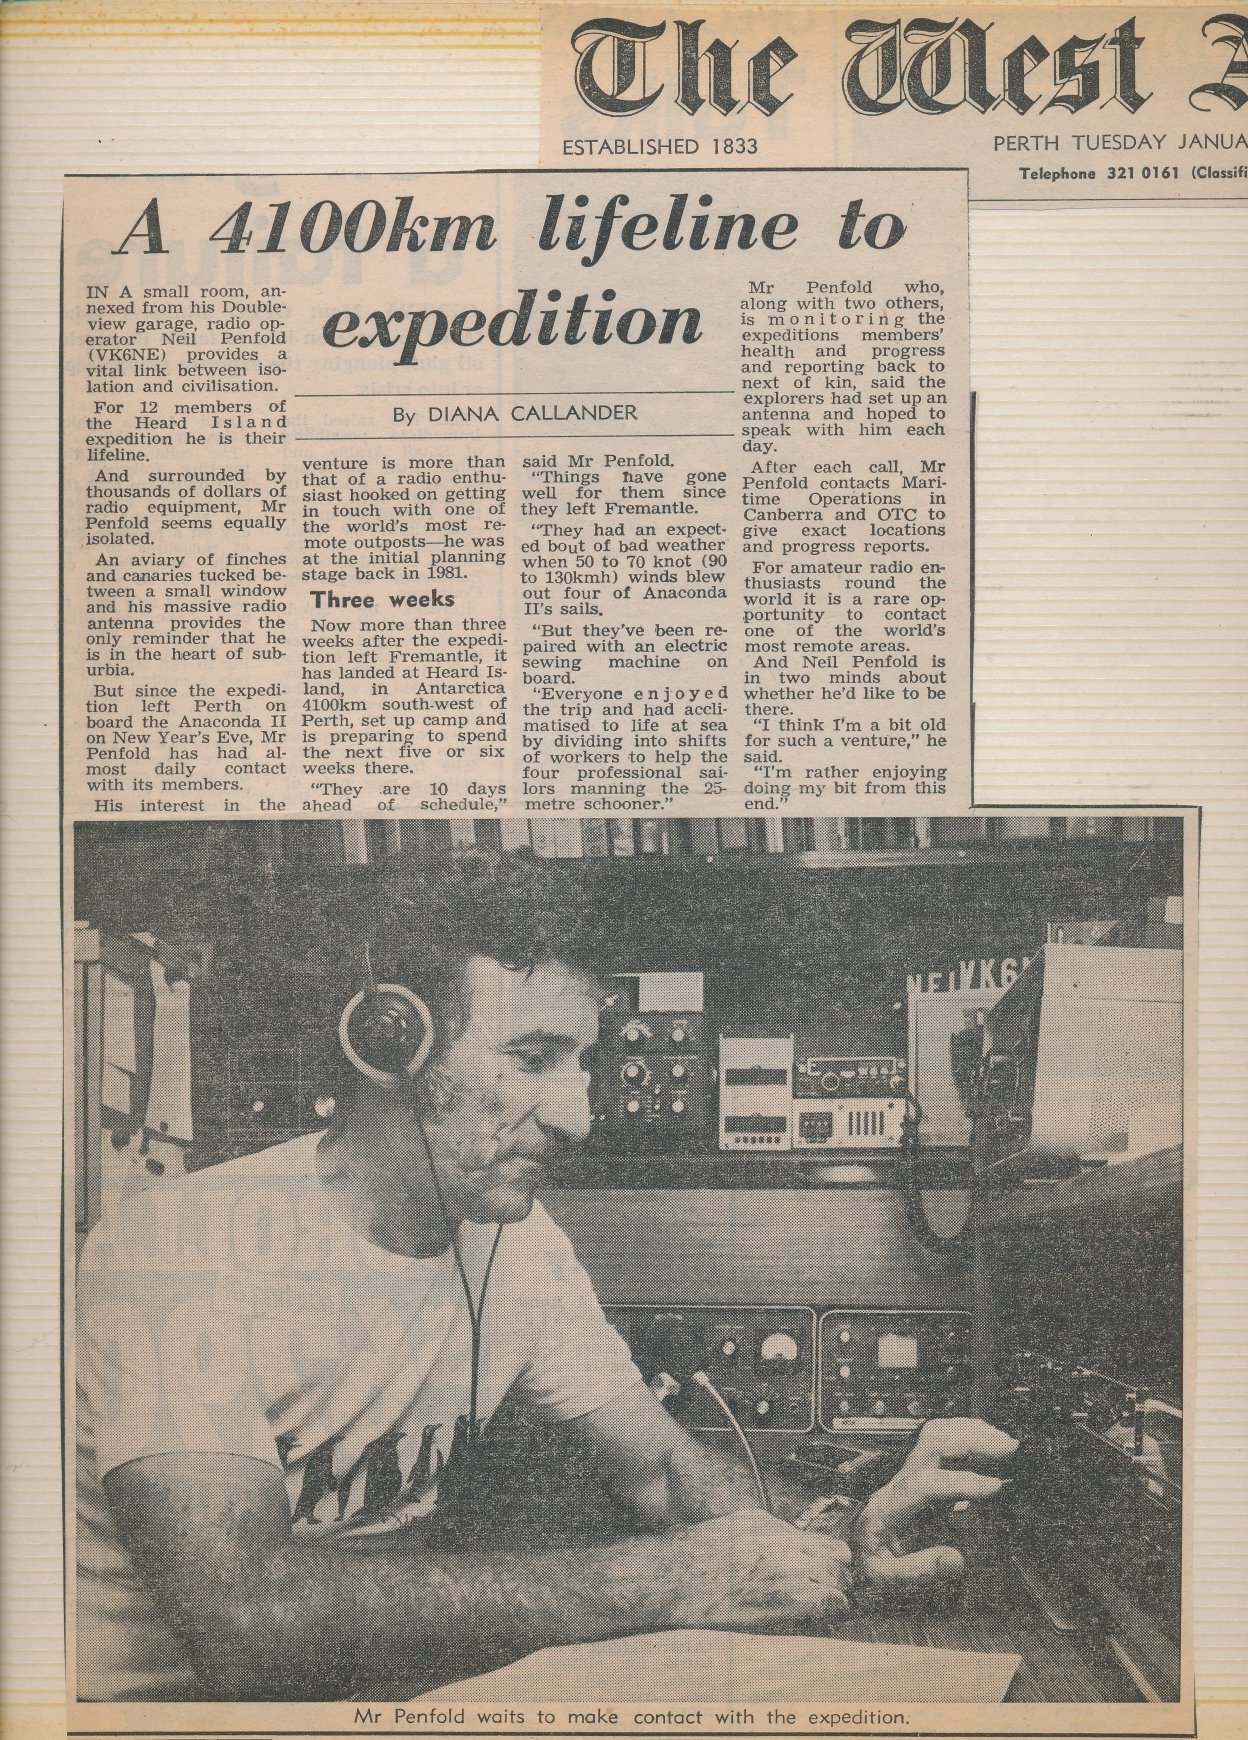 The West A
ESTABLISHED 1833
PERTH TUESDAY JANUA
Telephone 321 0161 (Classifi
A 4100km lifeline to
expedition
By DIANA CALLANDER
IN A small room, an-
nexed from his Double-
view garage, radio op-
erator Neil Penfold
(VK6NE) provides a
vital link between iso-
lation and civilisation.
For 12 members of
the Heard Island
expedition he is their
lifeline.
And surrounded by
thousands of dollars of
radio equipment, Mr
Penfold seems equally
isolated.
An aviary of finches
and canaries tucked be-
tween a small window
and his massive radio
antenna provides the
only reminder that he
is in the heart of sub-
urbia.
But since the expedi-
tion left Perth on
board the Anaconda II
on New Year's Eve, Mr
Penfold has had al-
most daily contact
with its members.
His interest in the
venture is more than
that of a radio enthu-
siast hooked on getting
in touch with one of
the world's most re-
mote outposts—he was
at the initial planning
stage back in 1981.
Three weeks
Now more than three
weeks after the expedi-
tion left Fremantle, it
has landed at Heard Is-
land, in Antarctica
4100km south-west of
Perth, set up camp and
is preparing to spend
the next five or six
weeks there.
"They are 10 days
ahead of schedule,"
said Mr Penfold.
"Things have gone
well for them since
they left Fremantle.
"They had an expect-
ed bout of bad weather
when 50 to 70 knot (90
to 130kmh) winds blew
out four of Anaconda
II's sails.
"But they've been re-
paired with an electric
sewing machine on
board.
"Everyone enjoyed
the trip and had accli-
matised to life at sea
by dividing into shifts
of workers to help the
four professional sai-
lors manning the 25-
metre schooner."
Mr Penfold who,
along with two others,
is monitoring the
expeditions members'
health and progress
and reporting back to
next of kin, said the
explorers had set up an
antenna and hoped to
speak with him each
day.
After each call, Mr
Penfold contacts Mari-
time Operations in
Canberra and OTC to
give exact locations
and progress reports.
For amateur radio en-
thusiasts round the
world it is a rare op-
portunity to contact
one of the world's
most remote areas.
And Neil Penfold is
in two minds about
whether he'd like to be
there.
"I think I'm a bit old
for such a venture," he
said.
"I'm rather enjoying
doing my bit from this
end."
NEI VK6
Mr Penfold waits to make contact with the expedition.